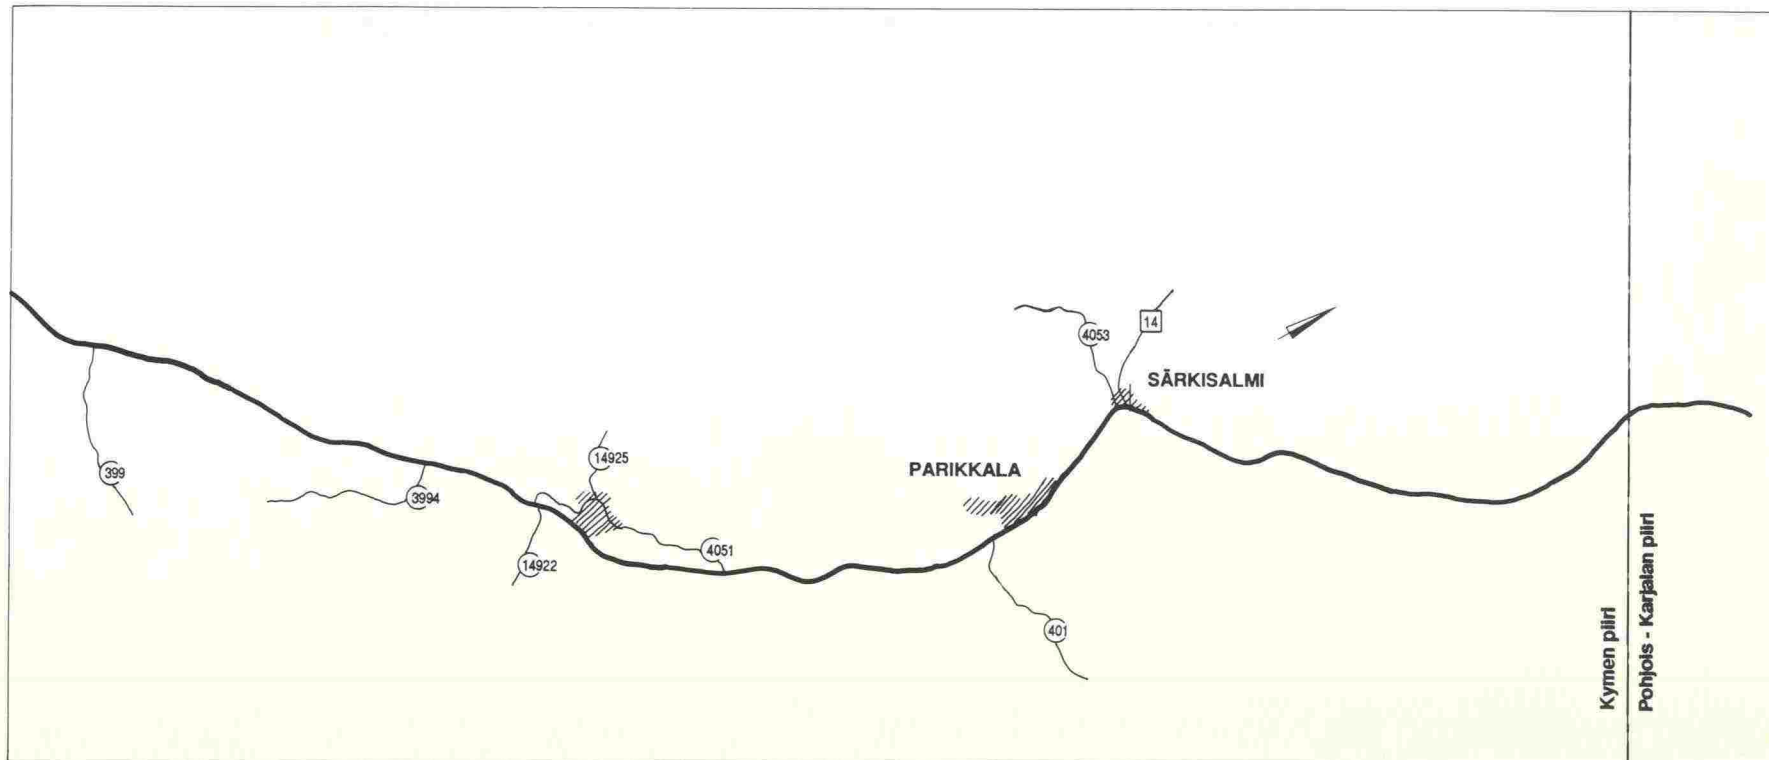 4053
14
SÄRKISALMI
14925
PARIKKALA
399
3994
4051
14922
401
Kymen piiri
Pohjois - Karjalan piiri